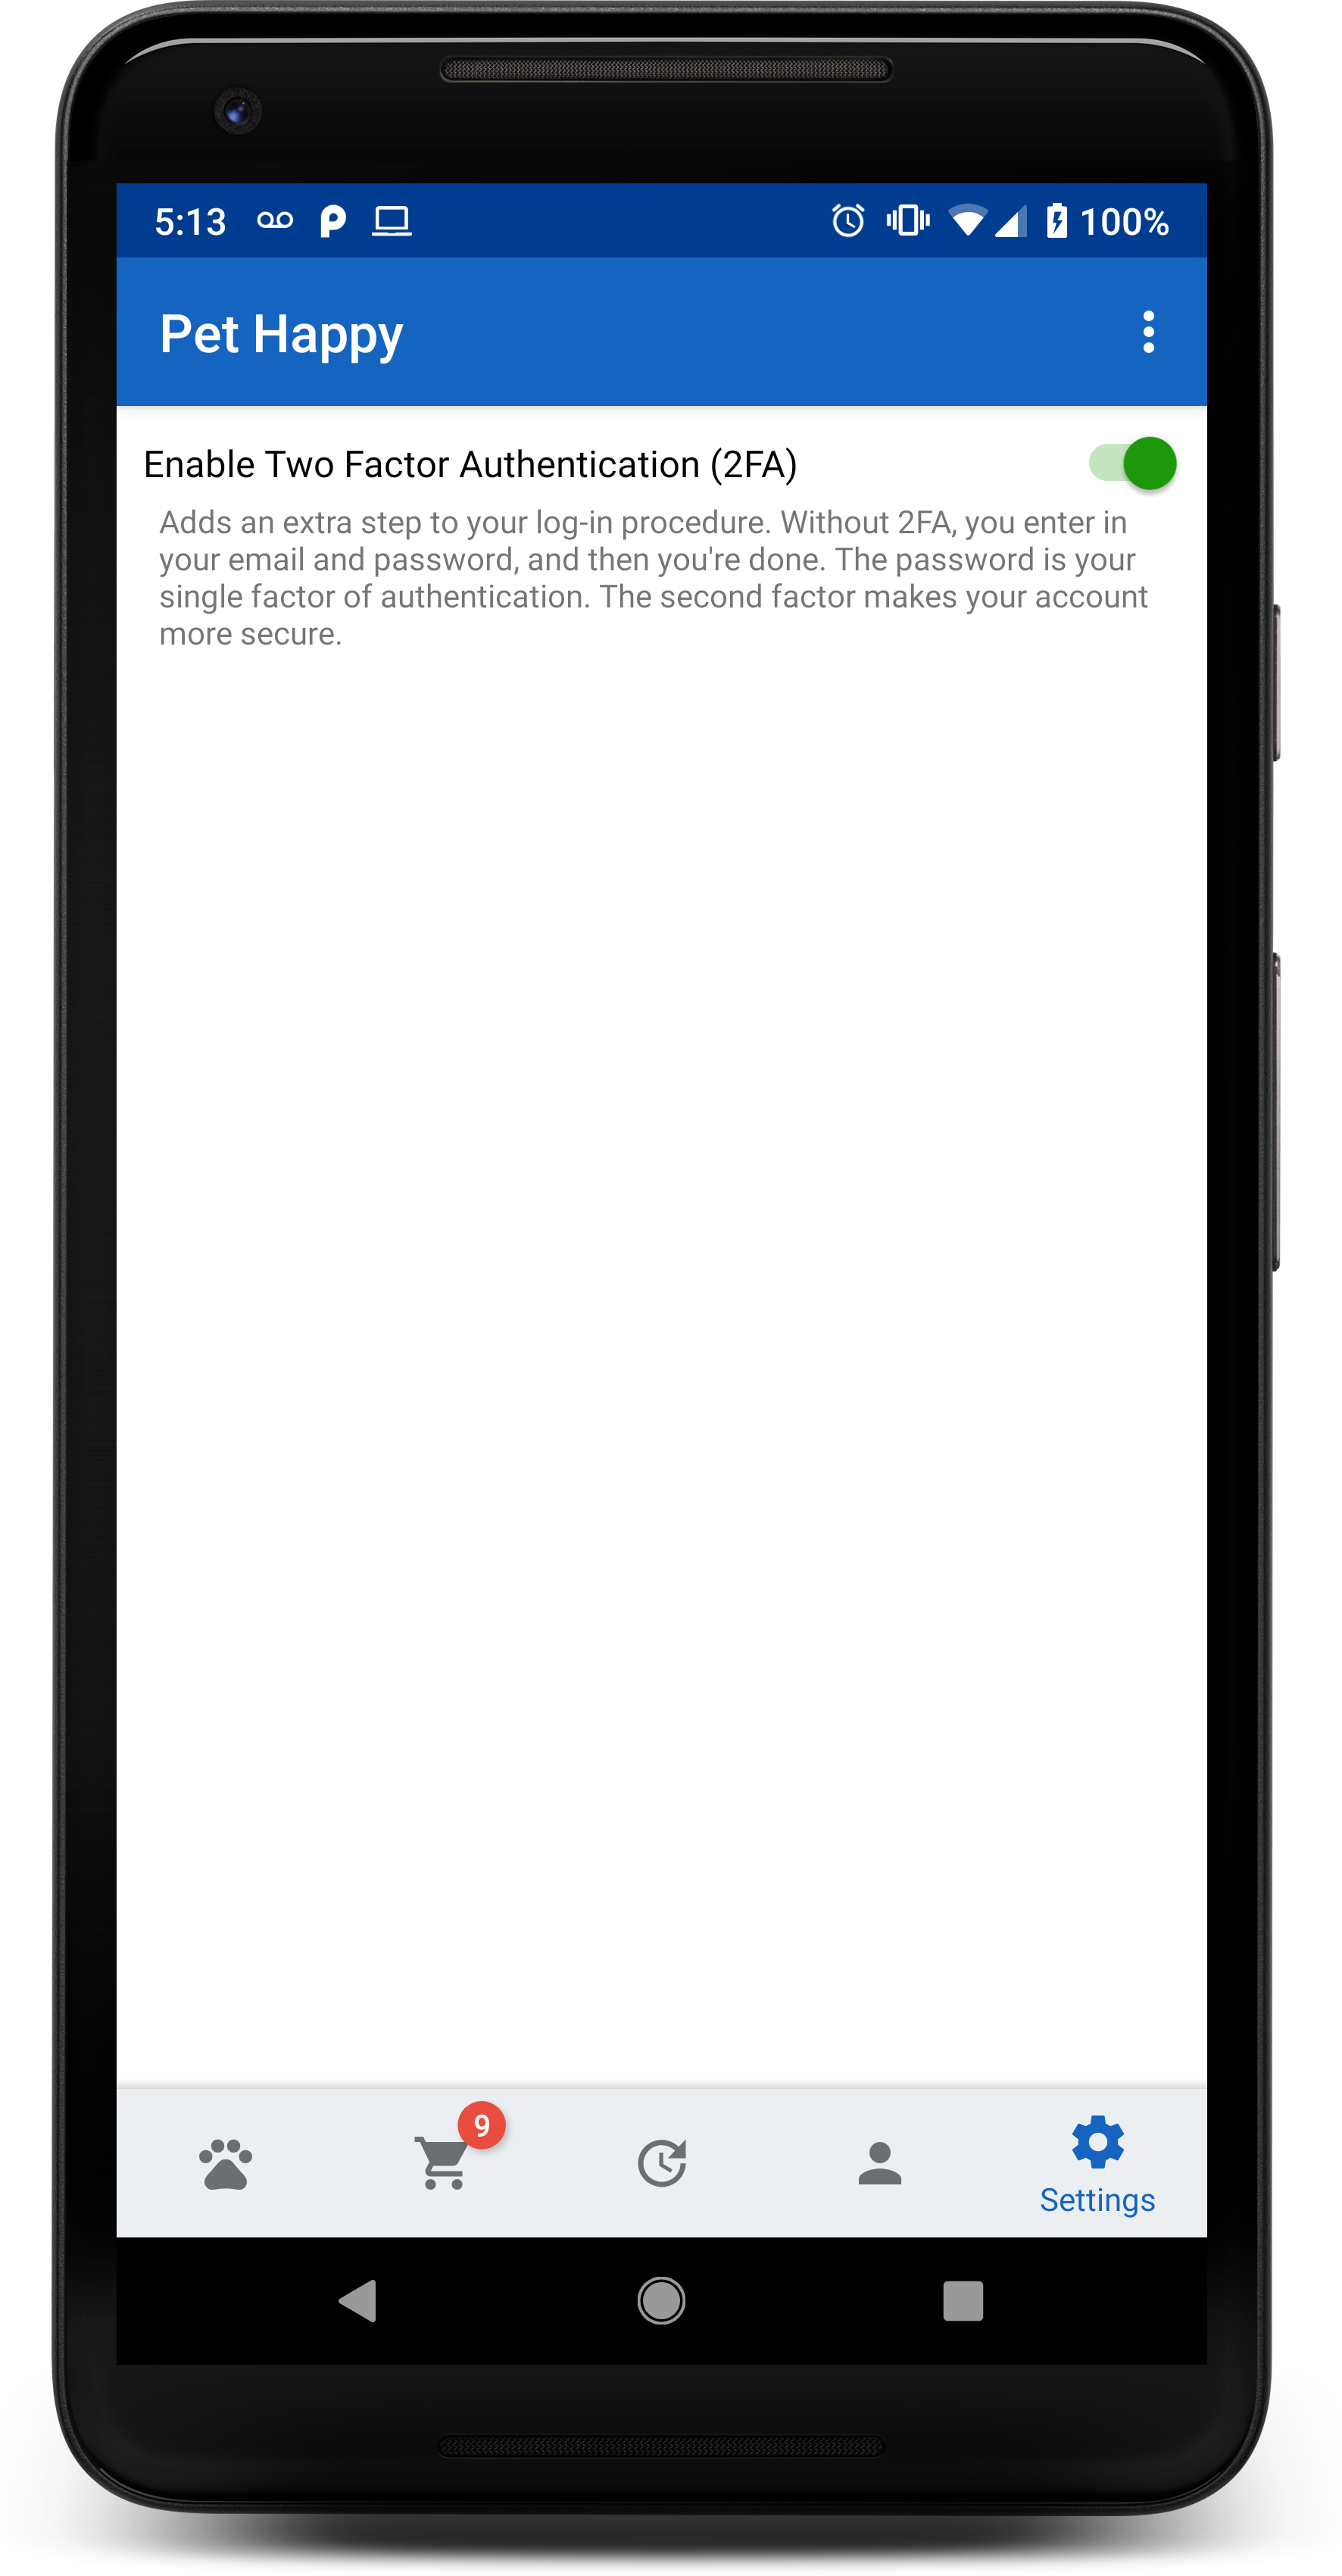 5:13 100%
Pet Happy
Enable Two Factor Authentication (2FA)
Adds an extra step to your log-in procedure. Without 2FA, you enter in
your email and password, and then you're done. The password is your
single factor of authentication. The second factor makes your account
more secure.
9
Settings